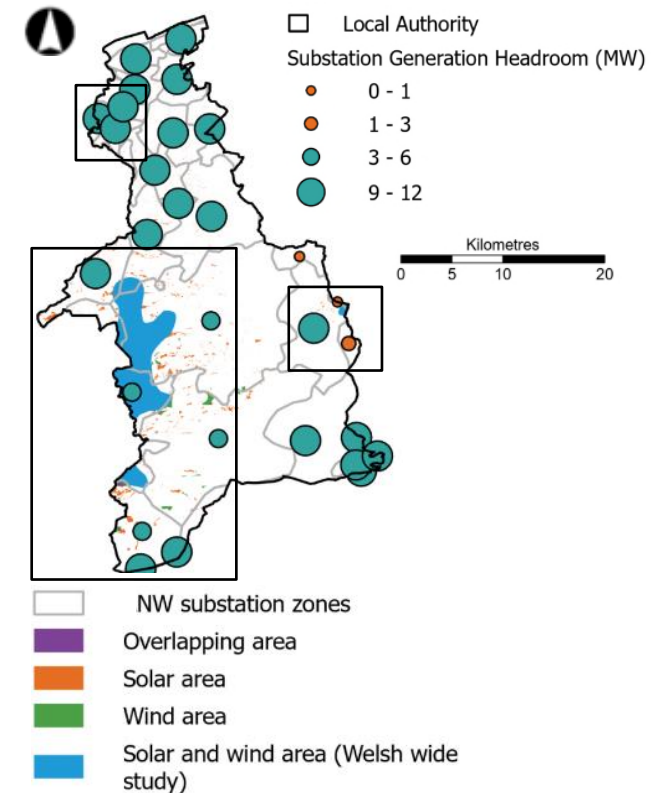 Local Authority
Substation Generation Headroom (MW)
0 - 1
1 - 3
3 - 6
9 - 12
Kilometres
0 5 10 20
NW substation zones
Overlapping area
Solar area
Wind area
Solar and wind area (Welsh wide
study)